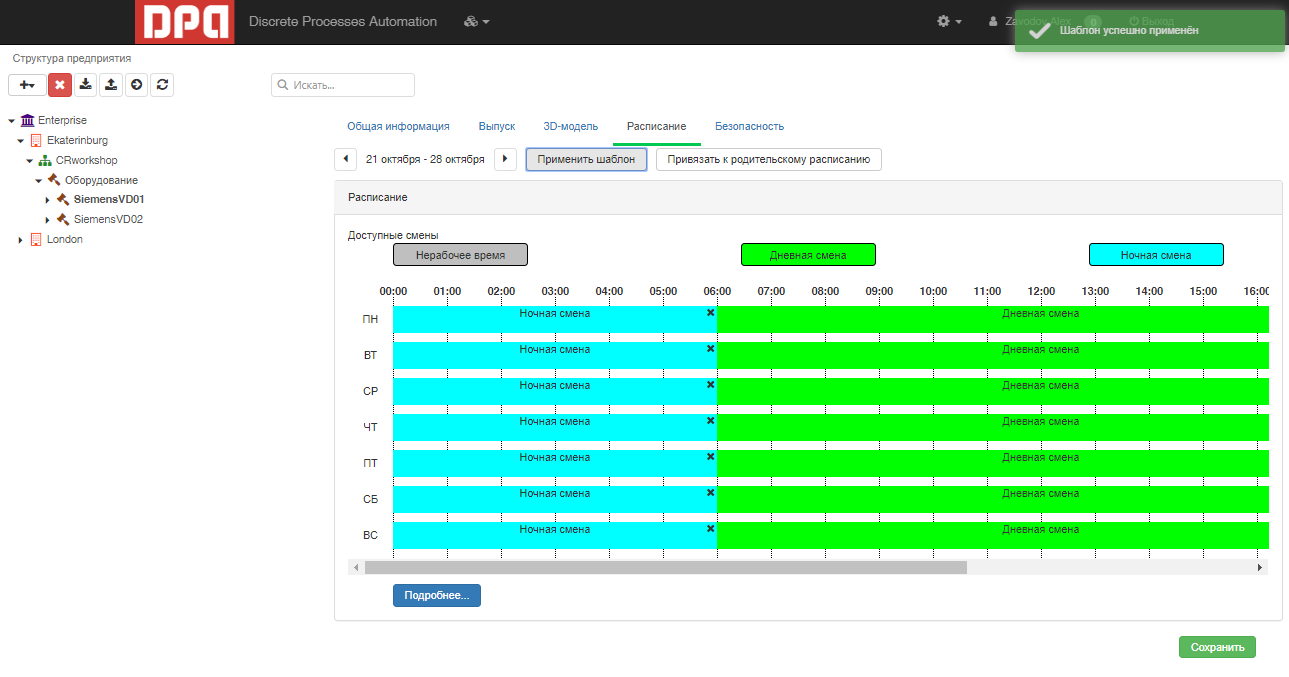 DPA Discrete Processes Automation
Zavodov Alex 0 Выход
Шаблон успешно применён
Структура предприятия
Искать...
Enterprise
Ekaterinburg
CRworkshop
Оборудование
SiemensVD01
SiemensVD02
London
Общая информация Выпуск 3D-модель Расписание Безопасность
21 октября - 28 октября Применить шаблон Привязать к родительскому расписанию
Расписание
Доступные смены
Нерабочее время Дневная смена Ночная смена
00:00 01:00 02:00 03:00 04:00 05:00 06:00 07:00 08:00 09:00 10:00 11:00 12:00 13:00 14:00 15:00 16:00
ПН Ночная смена Дневная смена
ВТ Ночная смена Дневная смена
СР Ночная смена Дневная смена
ЧТ Ночная смена Дневная смена
ПТ Ночная смена Дневная смена
СБ Ночная смена Дневная смена
ВС Ночная смена Дневная смена
Подробнее...
Сохранить